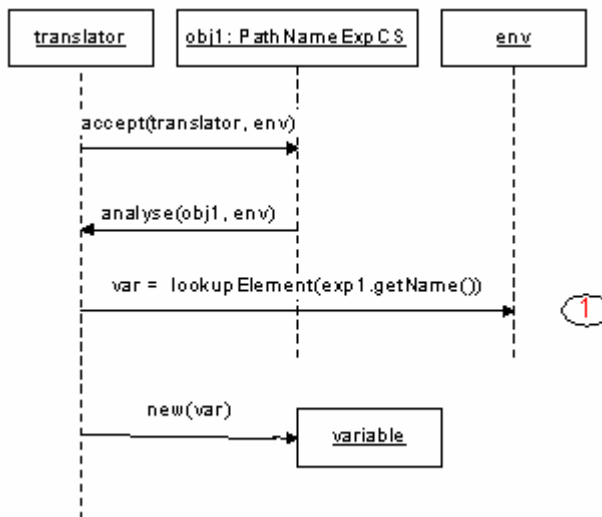 translator
obj1: PathNameExpCS
env
accept(translator, env)
analyse(obj1, env)
var = lookupElement(exp1.getName())
1
new(var)
variable